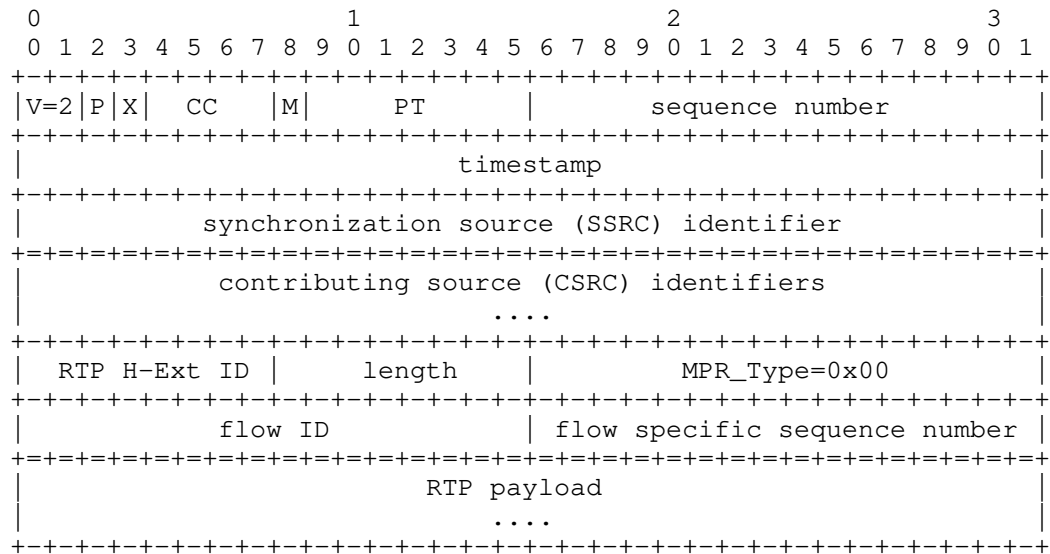 0                   1                   2                   3
 0 1 2 3 4 5 6 7 8 9 0 1 2 3 4 5 6 7 8 9 0 1 2 3 4 5 6 7 8 9 0 1
+-+-+-+-+-+-+-+-+-+-+-+-+-+-+-+-+-+-+-+-+-+-+-+-+-+-+-+-+-+-+-+-+
|V=2|P|X|  CC   |M|     PT      |       sequence number         |
+-+-+-+-+-+-+-+-+-+-+-+-+-+-+-+-+-+-+-+-+-+-+-+-+-+-+-+-+-+-+-+-+
|                           timestamp                           |
+-+-+-+-+-+-+-+-+-+-+-+-+-+-+-+-+-+-+-+-+-+-+-+-+-+-+-+-+-+-+-+-+
|           synchronization source (SSRC) identifier            |
+=+=+=+=+=+=+=+=+=+=+=+=+=+=+=+=+=+=+=+=+=+=+=+=+=+=+=+=+=+=+=+=+
|            contributing source (CSRC) identifiers             |
|                             ....                              |
+-+-+-+-+-+-+-+-+-+-+-+-+-+-+-+-+-+-+-+-+-+-+-+-+-+-+-+-+-+-+-+-+
|  RTP H-Ext ID |     length    |         MPR_Type=0x00         |
+-+-+-+-+-+-+-+-+-+-+-+-+-+-+-+-+-+-+-+-+-+-+-+-+-+-+-+-+-+-+-+-+
|            flow ID            | flow specific sequence number |
+=+=+=+=+=+=+=+=+=+=+=+=+=+=+=+=+=+=+=+=+=+=+=+=+=+=+=+=+=+=+=+=+
|                         RTP payload                           |
|                             ....                              |
+-+-+-+-+-+-+-+-+-+-+-+-+-+-+-+-+-+-+-+-+-+-+-+-+-+-+-+-+-+-+-+-+